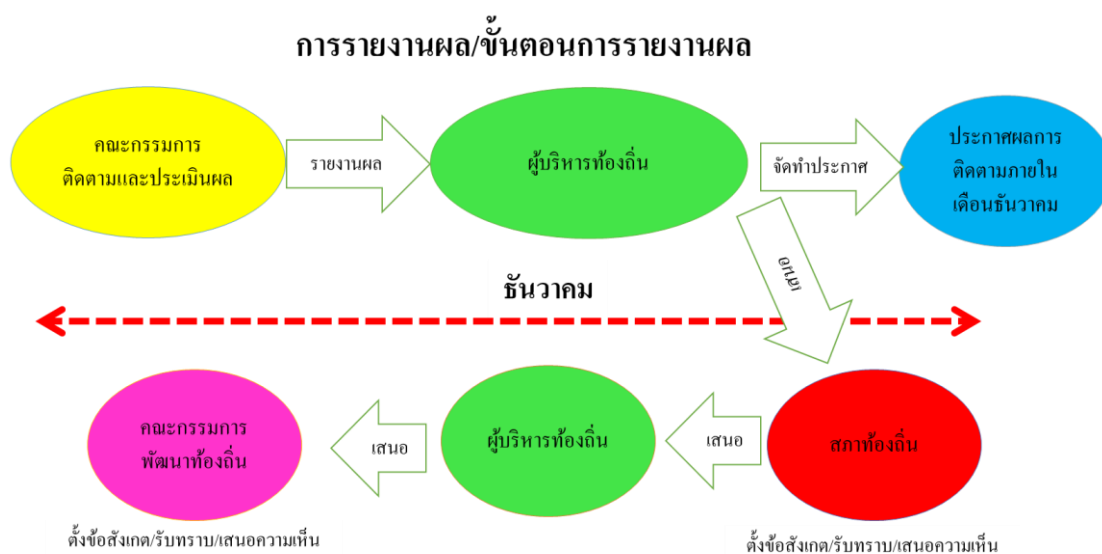 การรายงานผล/ขั้นตอนการรายงานผล
คณะกรรมการ
ติดตามและประเมินผล
รายงานผล
ผู้บริหารท้องถิ่น
จัดทำประกาศ
ประกาศผลการ
ติดตามภายใน
เดือนธันวาคม
เสนอ
ธันวาคม
คณะกรรมการ
พัฒนาท้องถิ่น
เสนอ
ผู้บริหารท้องถิ่น
เสนอ
สภาท้องถิ่น
ตั้งข้อสังเกต/รับทราบ/เสนอความเห็น
ตั้งข้อสังเกต/รับทราบ/เสนอความเห็น